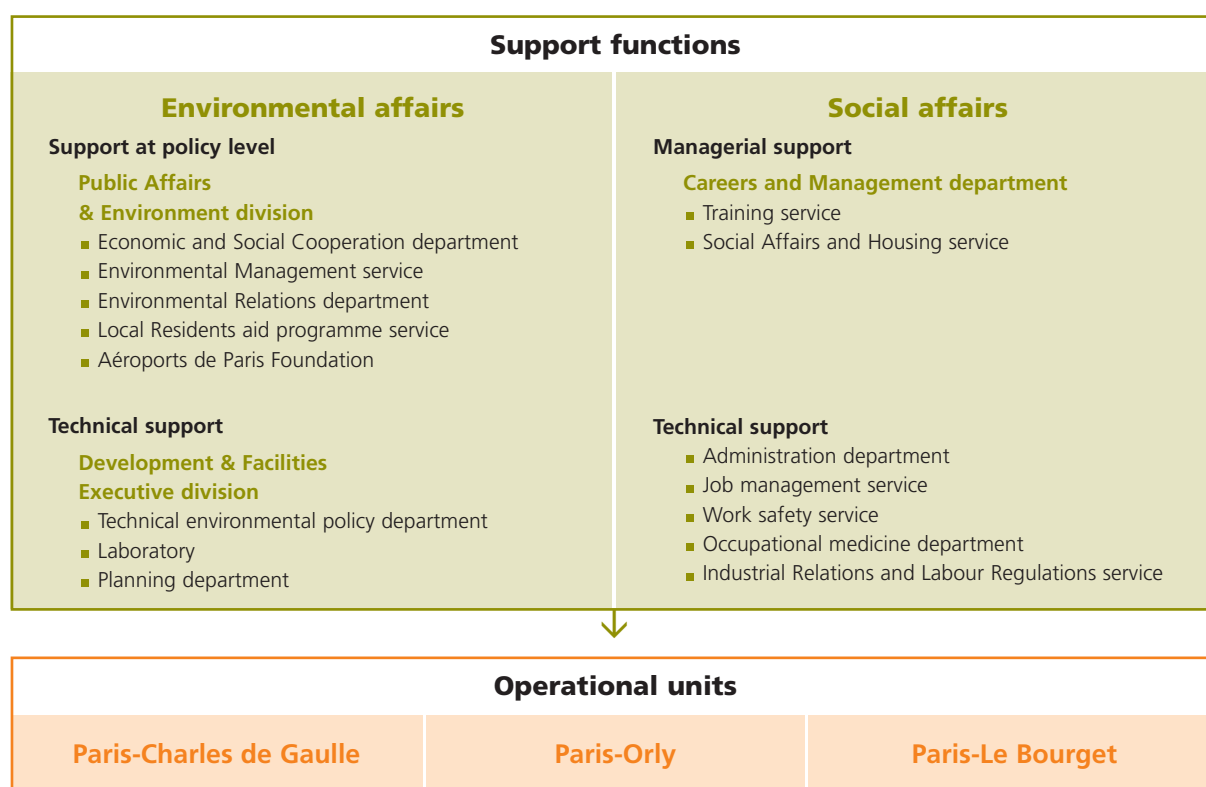 Support functions
Environmental affairs
Support at policy level
Public Affairs
& Environment division
Economic and Social Cooperation department
Environmental Management service
Environmental Relations department
Local Residents aid programme service
Aéroports de Paris Foundation
Technical support
Development & Facilities
Executive division
Technical environmental policy department
Laboratory
Planning department
Social affairs
Managerial support
Careers and Management department
Training service
Social Affairs and Housing service
Technical support
Administration department
Job management service
Work safety service
Occupational medicine department
Industrial Relations and Labour Regulations service
Operational units
Paris-Charles de Gaulle
Paris-Orly
Paris-Le Bourget